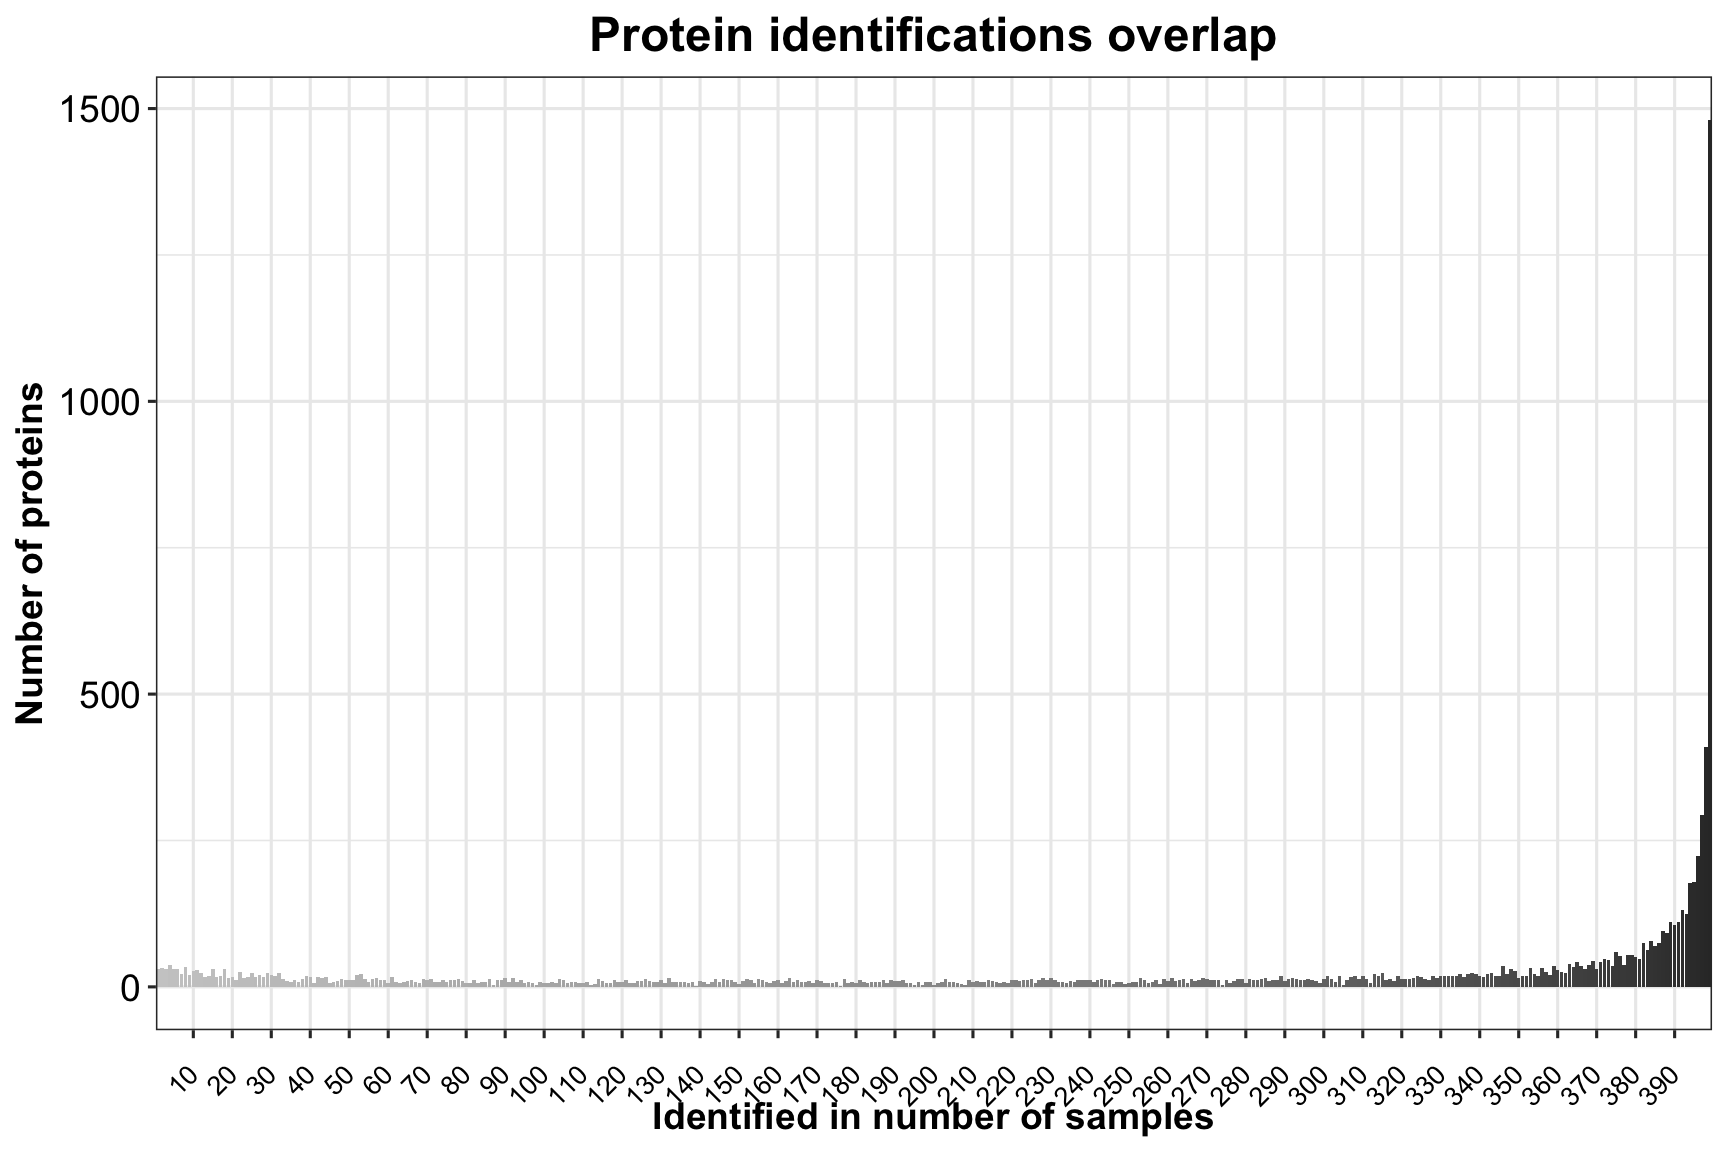 Protein identifications overlap
1500
1000
500
0
Number of proteins
10 20 30 40 50 60 70 80 90 100 110 120 130 140 150 160 170 180 190 200 210 220 230 240 250 260 270 280 290 300 310 320 330 340 350 360 370 380 390
Identified in number of samples